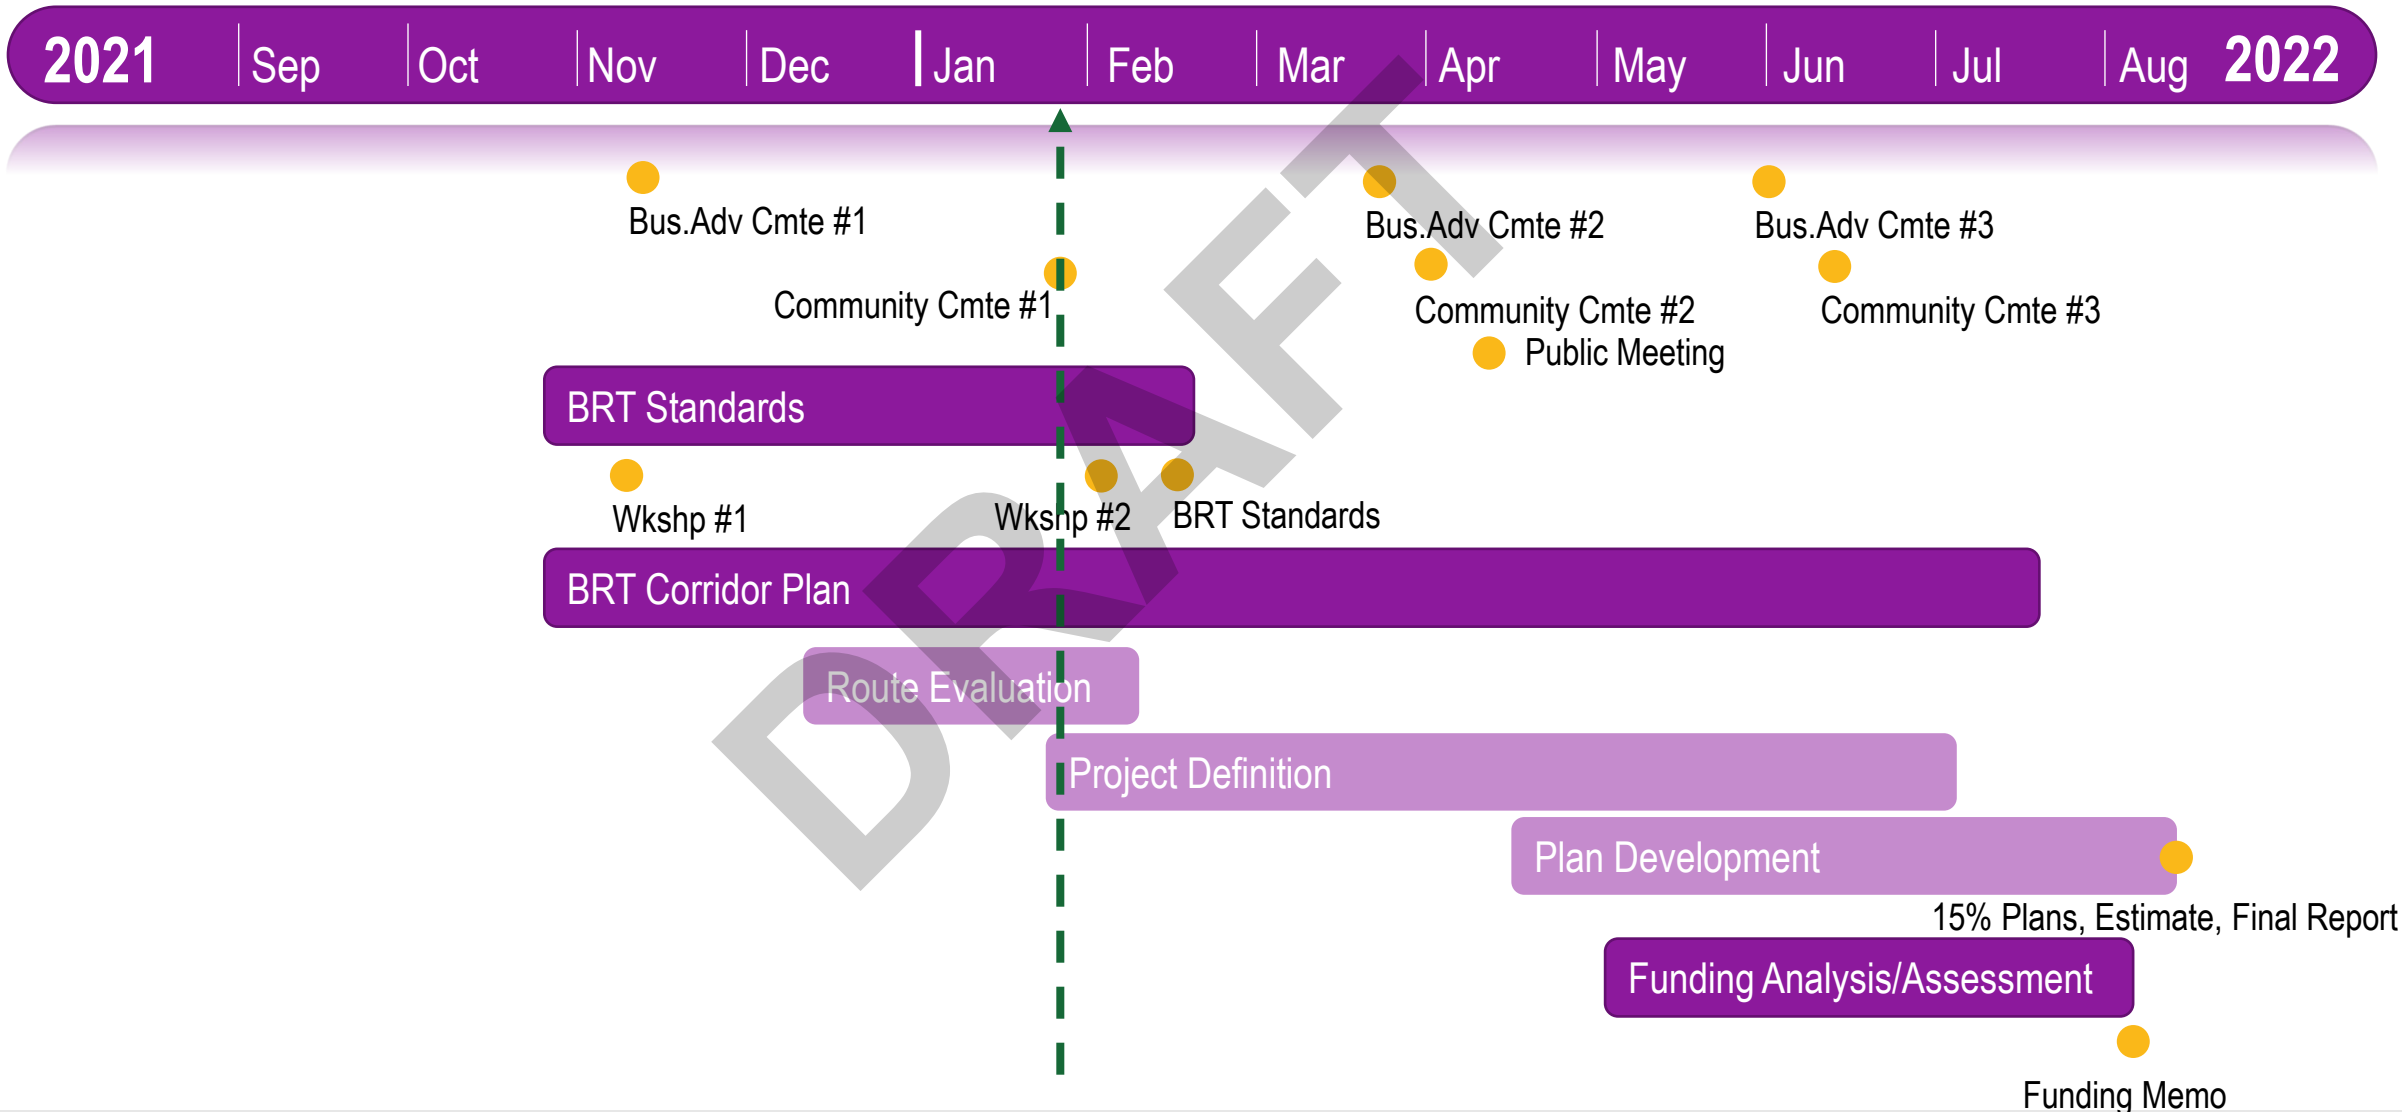 2021 Sep Oct Nov Dec Jan Feb Mar Apr May Jun Jul Aug 2022
Bus.Adv Cmte #1
Bus.Adv Cmte #2
Bus.Adv Cmte #3
Community Cmte #1
Community Cmte #2
Community Cmte #3
Public Meeting
BRT Standards
Wkshp #1
Wkshp #2
BRT Standards
BRT Corridor Plan
Route Evaluation
Project Definition
Plan Development
15% Plans, Estimate, Final Report
Funding Analysis/Assessment
Funding Memo
DRAFT